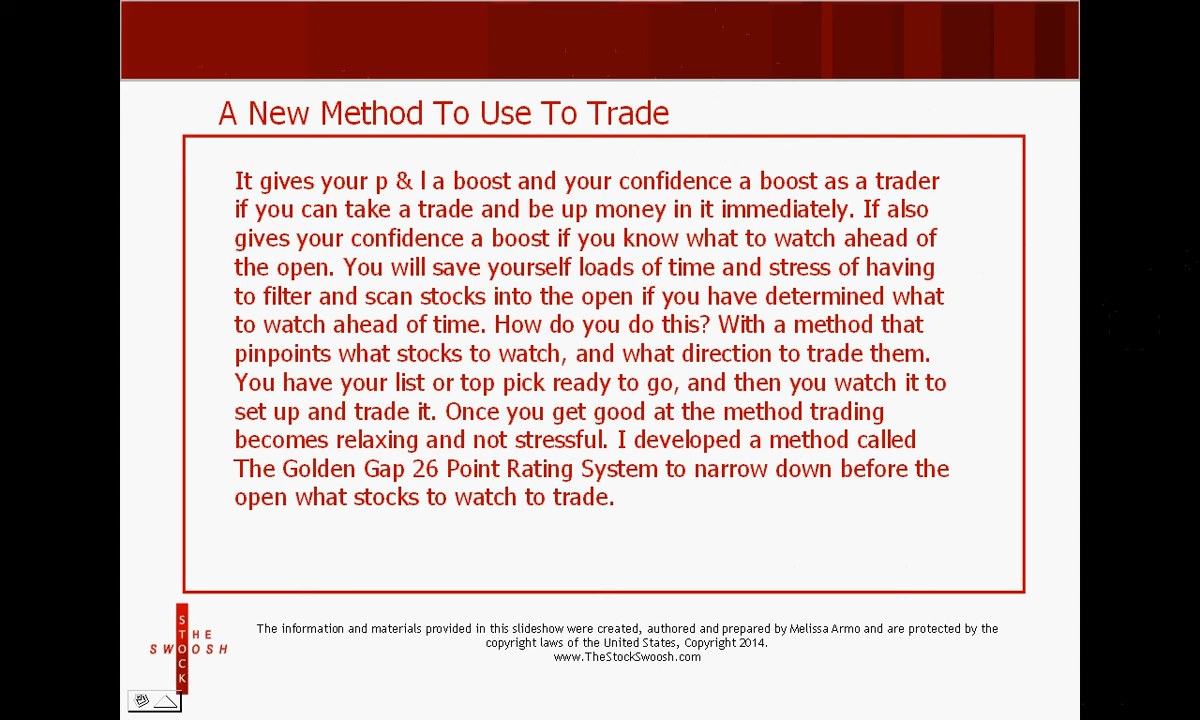 A New Method To Use To Trade
It gives your p & l a boost and your confidence a boost as a trader
if you can take a trade and be up money in it immediately. If also
gives your confidence a boost if you know what to watch ahead of
the open. You will save yourself loads of time and stress of having
to filter and scan stocks into the open if you have determined what
to watch ahead of time. How do you do this? With a method that
pinpoints what stocks to watch, and what direction to trade them.
You have your list or top pick ready to go, and then you watch it to
set up and trade it. Once you get good at the method trading
becomes relaxing and not stressful. I developed a method called
The Golden Gap 26 Point Rating System to narrow down before the
open what stocks to watch to trade.
THE
STOCK
SWOOSH
The information and materials provided in this slideshow were created, authored and prepared by Melissa Armo and are protected by the
copyright laws of the United States, Copyright 2014.
www.TheStockSwoosh.com